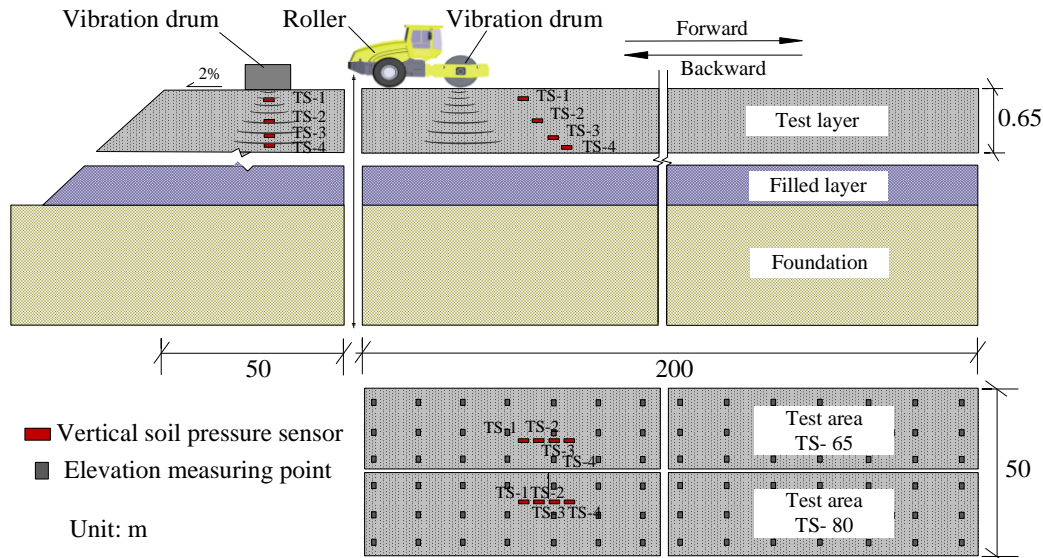 Vibration drum
Roller
Vibration drum
Forward
Backward
2%
TS-1
TS-2
TS-3
TS-4
TS-1
TS-2
TS-3
TS-4
Test layer
0.65
Filled layer
Foundation
50
200
Vertical soil pressure sensor
Elevation measuring point
Unit: m
TS-1
TS-2
TS-3
TS-4
Test area
TS- 65
TS-1
TS-2
TS-3
TS-4
Test area
TS- 80
50